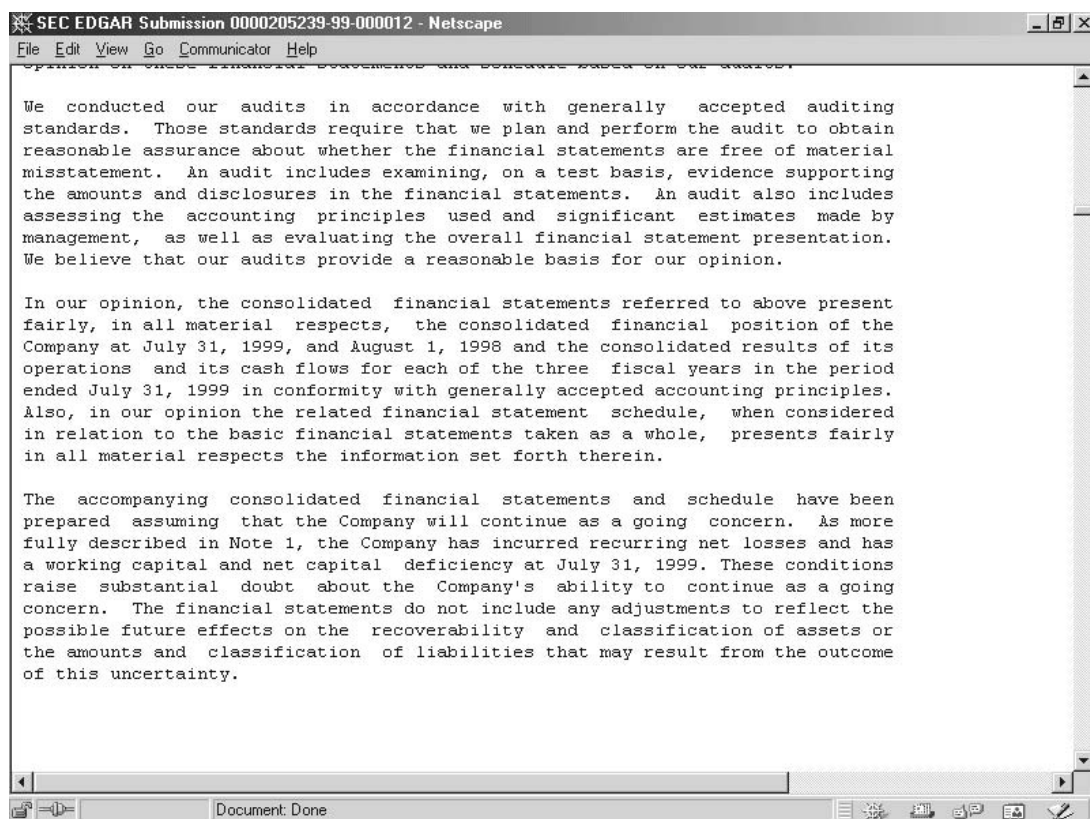 SEC EDGAR Submission 0000205239-99-000012 - Netscape
File Edit View Go Communicator Help
opinion on these financial statements and schedule based on our audits.
We conducted our audits in accordance with generally accepted auditing
standards. Those standards require that we plan and perform the audit to obtain
reasonable assurance about whether the financial statements are free of material
misstatement. An audit includes examining, on a test basis, evidence supporting
the amounts and disclosures in the financial statements. An audit also includes
assessing the accounting principles used and significant estimates made by
management, as well as evaluating the overall financial statement presentation.
We believe that our audits provide a reasonable basis for our opinion.
In our opinion, the consolidated financial statements referred to above present
fairly, in all material respects, the consolidated financial position of the
Company at July 31, 1999, and August 1, 1998 and the consolidated results of its
operations and its cash flows for each of the three fiscal years in the period
ended July 31, 1999 in conformity with generally accepted accounting principles.
Also, in our opinion the related financial statement schedule, when considered
in relation to the basic financial statements taken as a whole, presents fairly
in all material respects the information set forth therein.
The accompanying consolidated financial statements and schedule have been
prepared assuming that the Company will continue as a going concern. As more
fully described in Note 1, the Company has incurred recurring net losses and has
a working capital and net capital deficiency at July 31, 1999. These conditions
raise substantial doubt about the Company's ability to continue as a going
concern. The financial statements do not include any adjustments to reflect the
possible future effects on the recoverability and classification of assets or
the amounts and classification of liabilities that may result from the outcome
of this uncertainty.
Document: Done